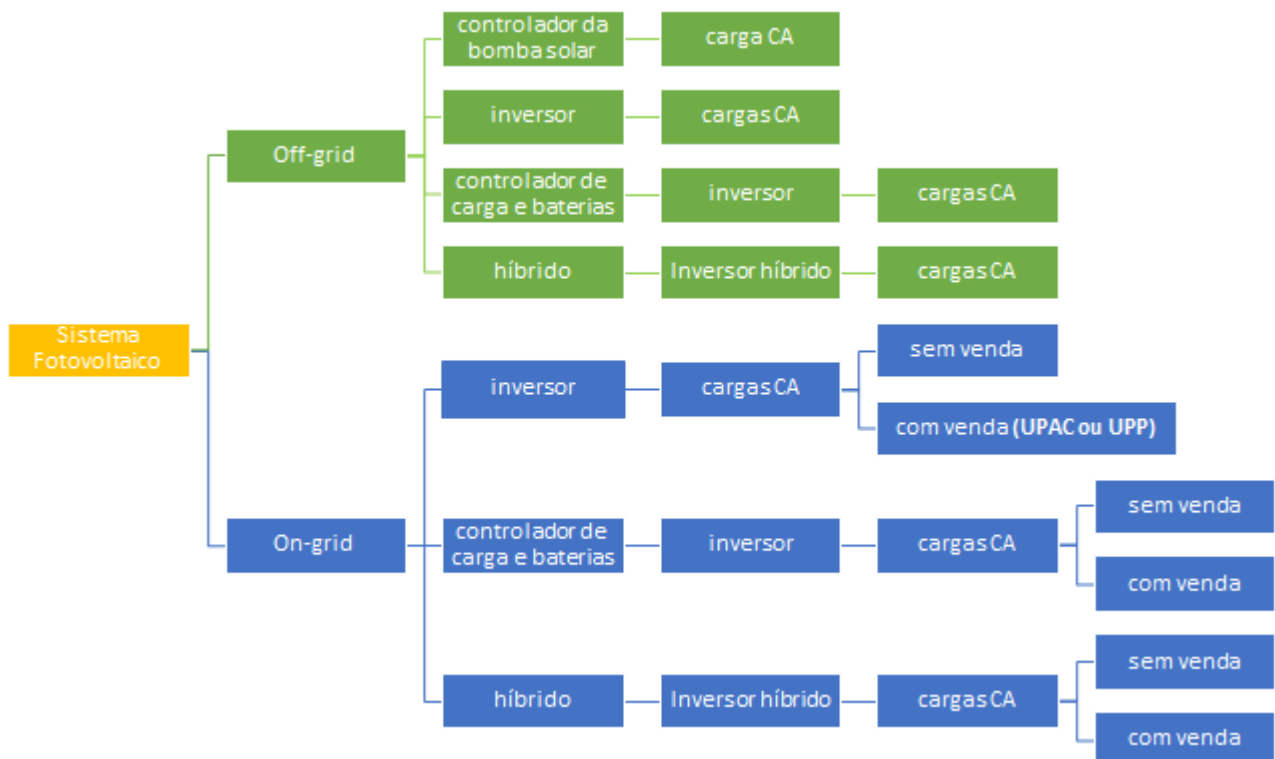 controlador da
bomba solar
carga CA
inversor
cargas CA
Off-grid
controlador de
carga e baterias
inversor
cargas CA
híbrido
Inversor híbrido
cargas CA
Sistema
Fotovoltaico
inversor
cargas CA
sem venda
com venda (UPAC ou UPP)
On-grid
controlador de
carga e baterias
inversor
cargas CA
sem venda
com venda
híbrido
Inversor híbrido
cargas CA
sem venda
com venda